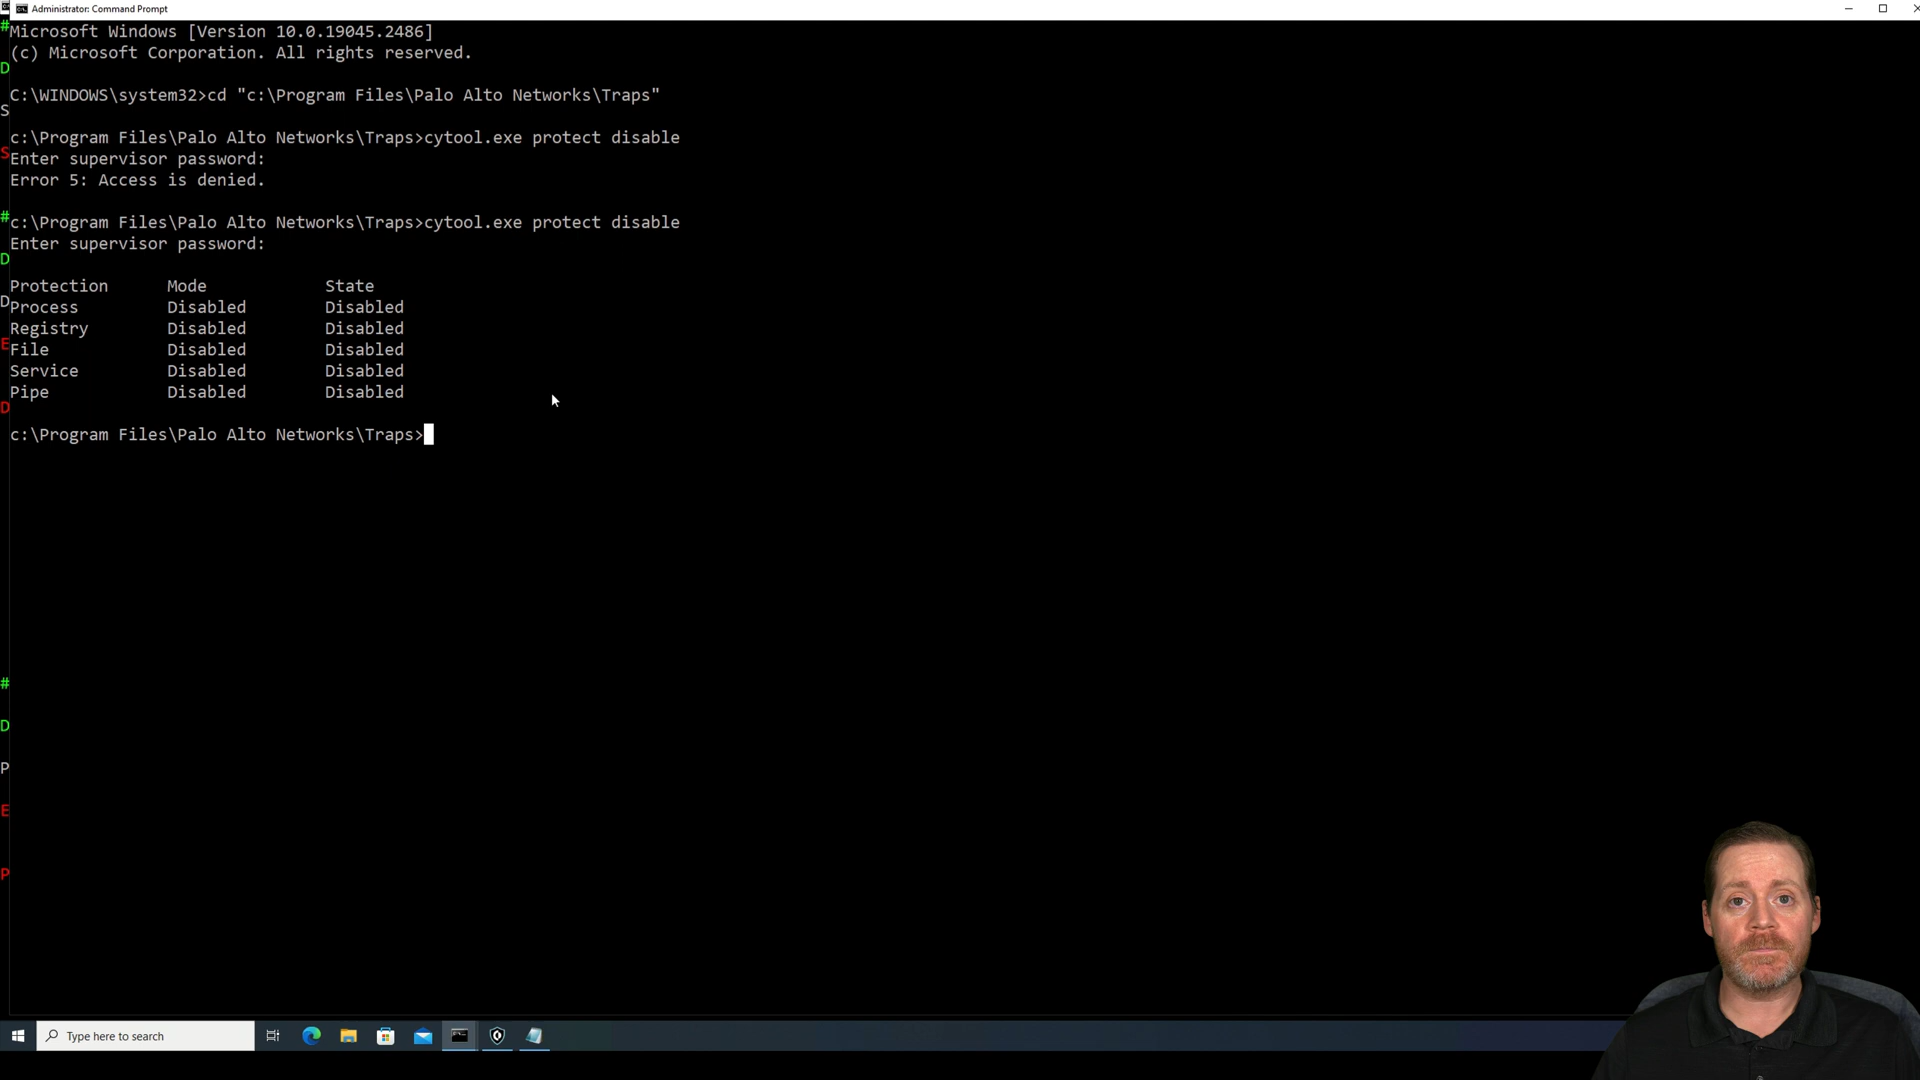 Administrator: Command Prompt
Microsoft Windows [Version 10.0.19045.2486]
(c) Microsoft Corporation. All rights reserved.
C:\WINDOWS\system32>cd "c:\Program Files\Palo Alto Networks\Traps"
c:\Program Files\Palo Alto Networks\Traps>cytool.exe protect disable
Enter supervisor password:
Error 5: Access is denied.
c:\Program Files\Palo Alto Networks\Traps>cytool.exe protect disable
Enter supervisor password:
Protection Mode State
Process Disabled Disabled
Registry Disabled Disabled
File Disabled Disabled
Service Disabled Disabled
Pipe Disabled Disabled
c:\Program Files\Palo Alto Networks\Traps>
#
D
S
S
#
D
D
E
D
#
D
P
E
P
Type here to search